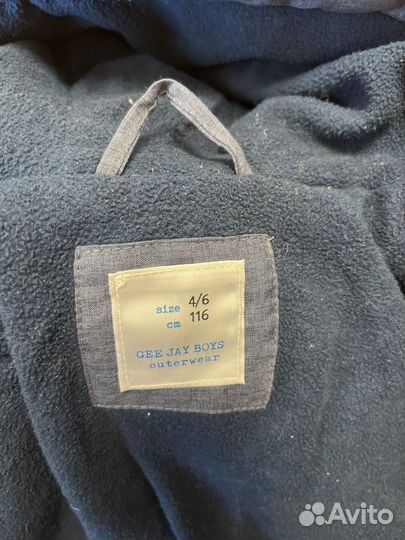 size 4/6
cm 116
GEE JAY BOYS
outerwear
Avito